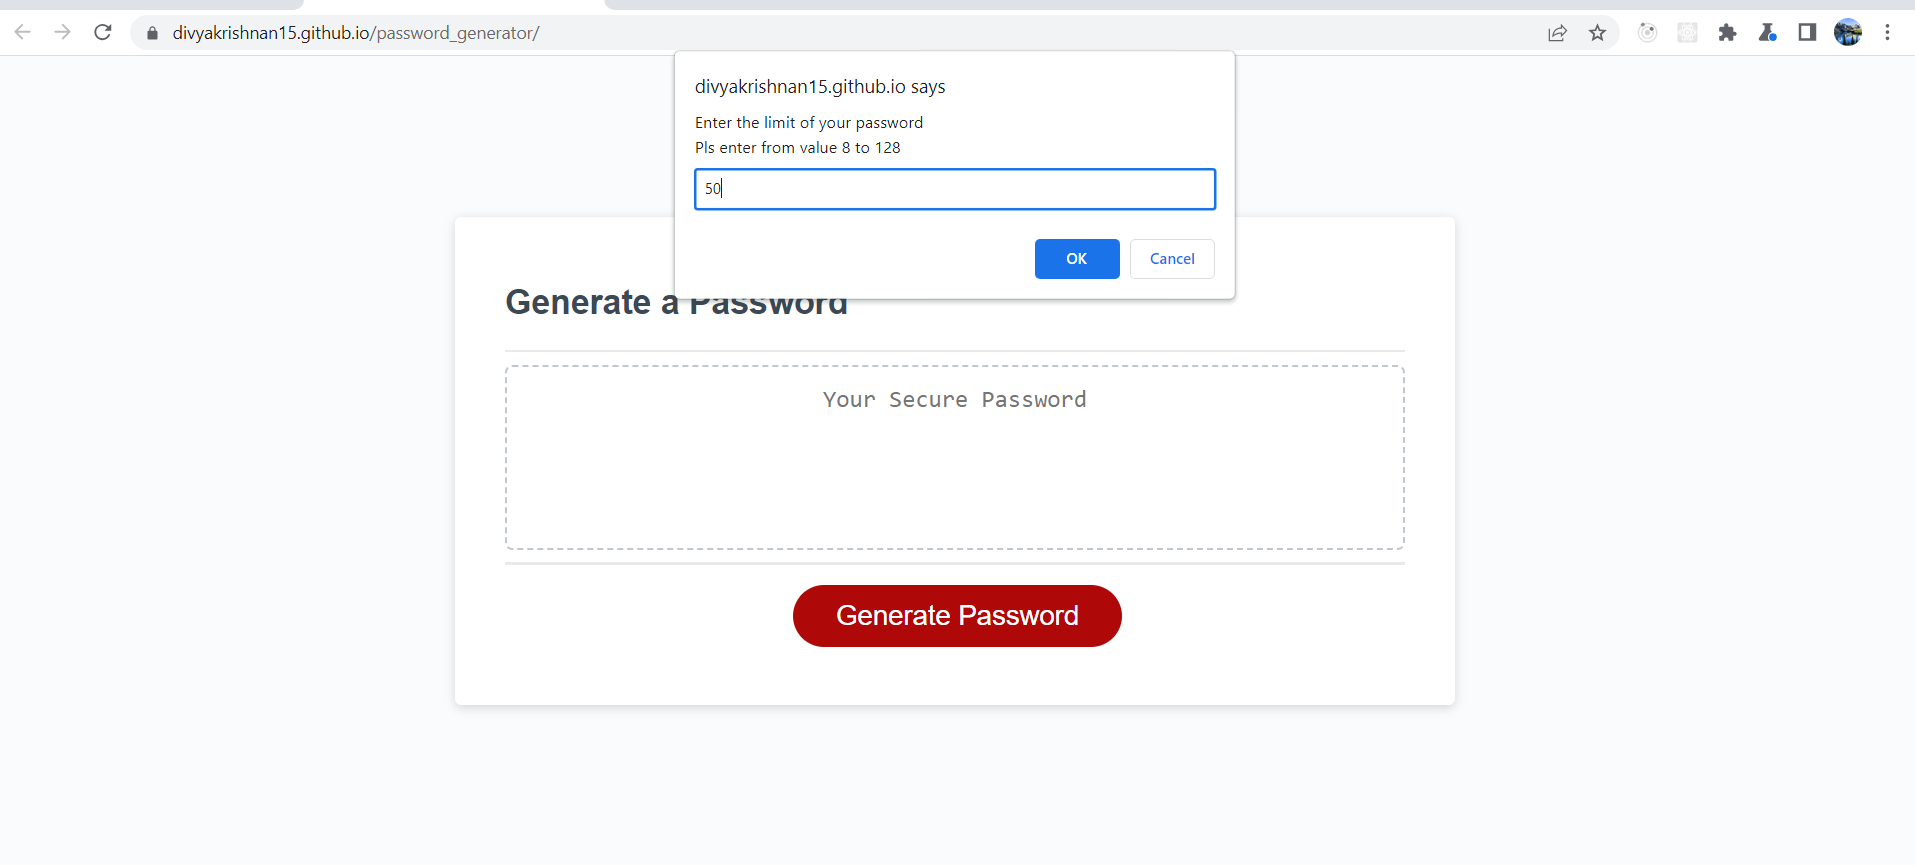 divyakrishnan15.github.io/password_generator/
divyakrishnan15.github.io says
Enter the limit of your password
Pls enter from value 8 to 128
50
OK
Cancel
Generate a Password
Your Secure Password
Generate Password